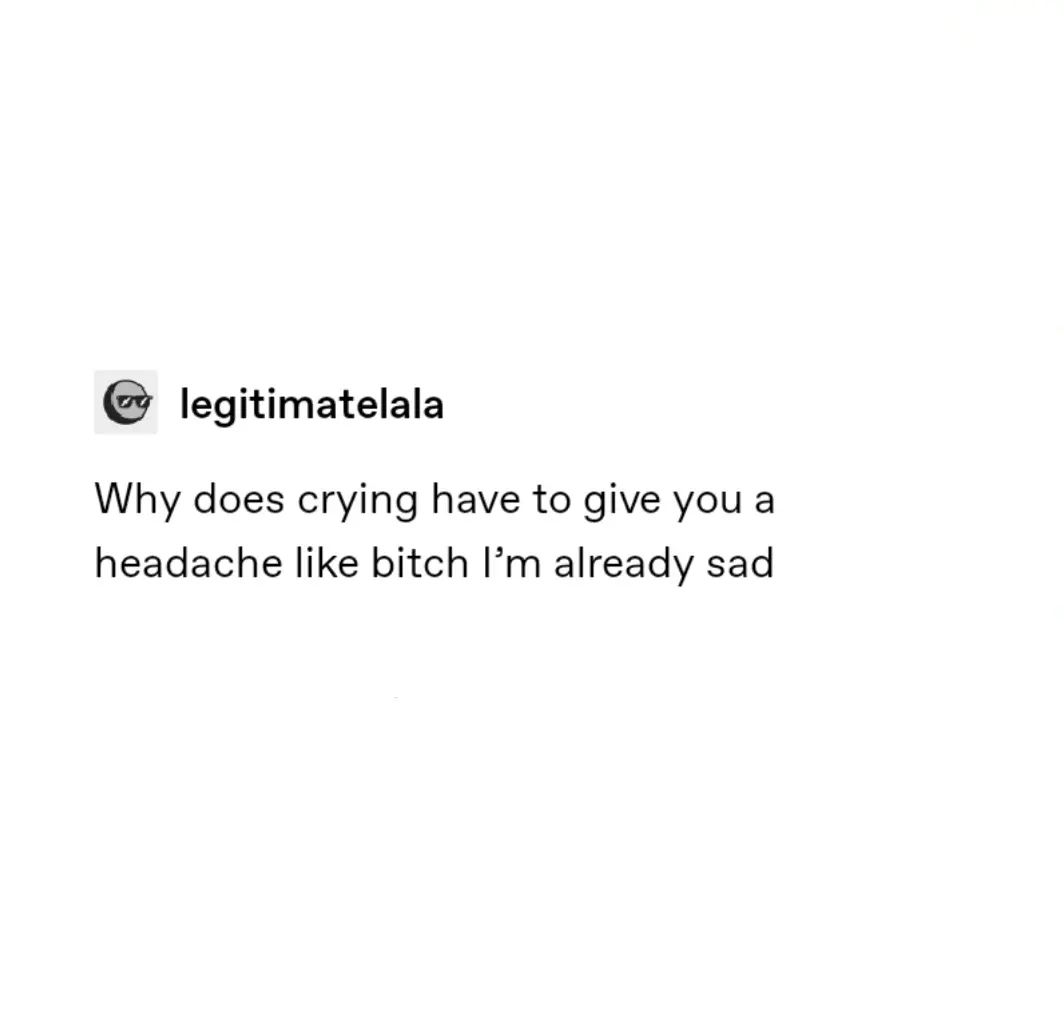 legitimatelala
Why does crying have to give you a
headache like bitch I’m already sad